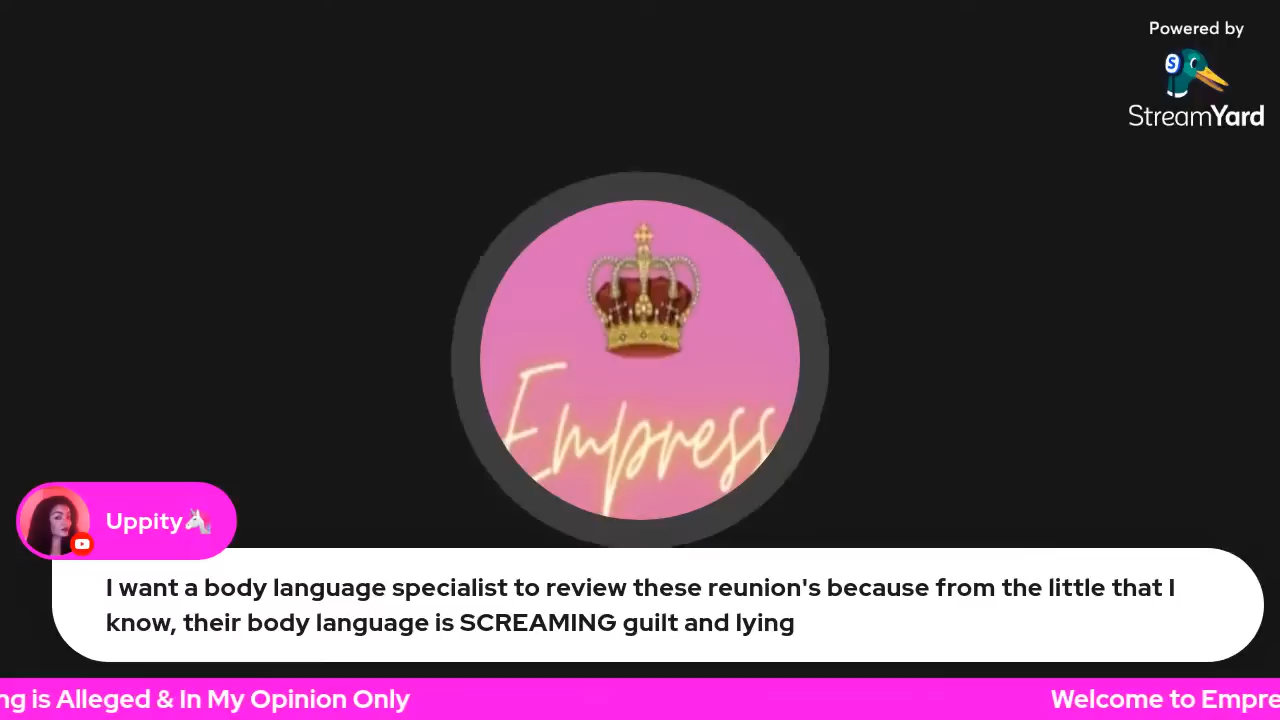 Powered by
StreamYard
Empress
Uppity🦄
I want a body language specialist to review these reunion's because from the little that I
know, their body language is SCREAMING guilt and lying
ng is Alleged & In My Opinion Only
Welcome to Empre